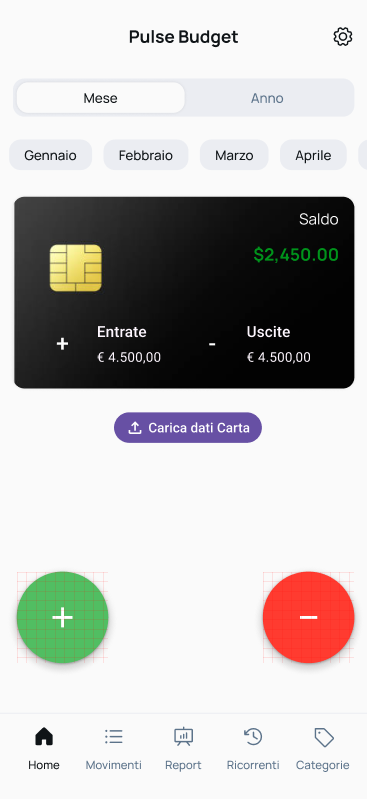 Pulse Budget
Mese
Anno
Gennaio
Febbraio
Marzo
Aprile
Saldo
$2,450.00
+ Entrate
€ 4.500,00
- Uscite
€ 4.500,00
Carica dati Carta
+
−
Home
Movimenti
Report
Ricorrenti
Categorie